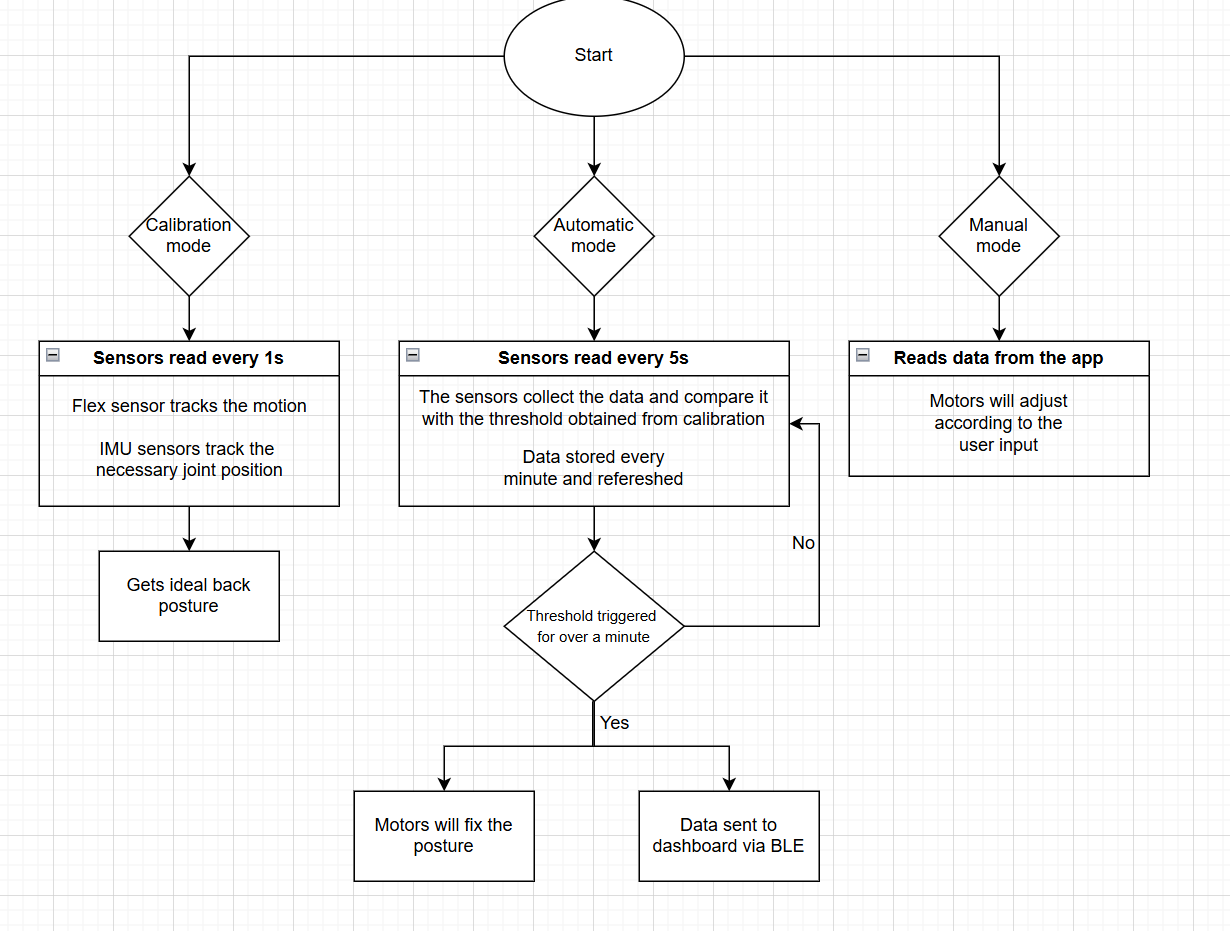 Start
Calibration
mode
Automatic
mode
Manual
mode
Sensors read every 1s
Flex sensor tracks the motion
IMU sensors track the
necessary joint position
Sensors read every 5s
The sensors collect the data and compare it
with the threshold obtained from calibration
Data stored every
minute and refereshed
Reads data from the app
Motors will adjust
according to the
user input
No
Gets ideal back
posture
Threshold triggered
for over a minute
Yes
Motors will fix the
posture
Data sent to
dashboard via BLE